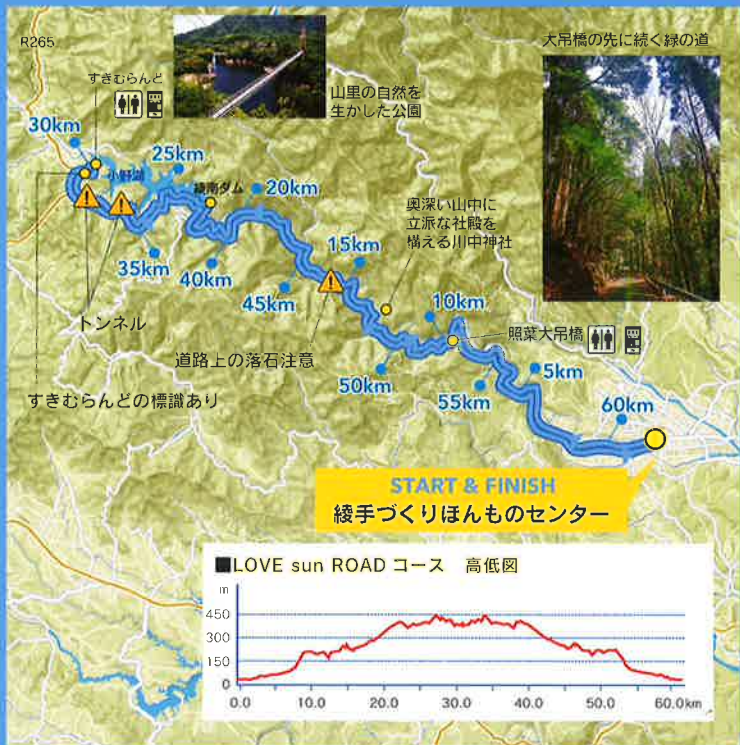 R265
すきむらんど
山里の自然を
生かした公園
大吊橋の先に続く緑の道
30km
小野湖
25km
綾南ダム
20km
奥深い山中に
立派な社殿を
構える川中神社
15km
35km
40km
45km
10km
トンネル
照葉大吊橋
道路上の落石注意
50km
5km
55km
すきむらんどの標識あり
60km
START & FINISH
綾手づくりほんものセンター
■LOVE sun ROAD コース 高低図
m
450
300
150
0
0.0 10.0 20.0 30.0 40.0 50.0 60.0km